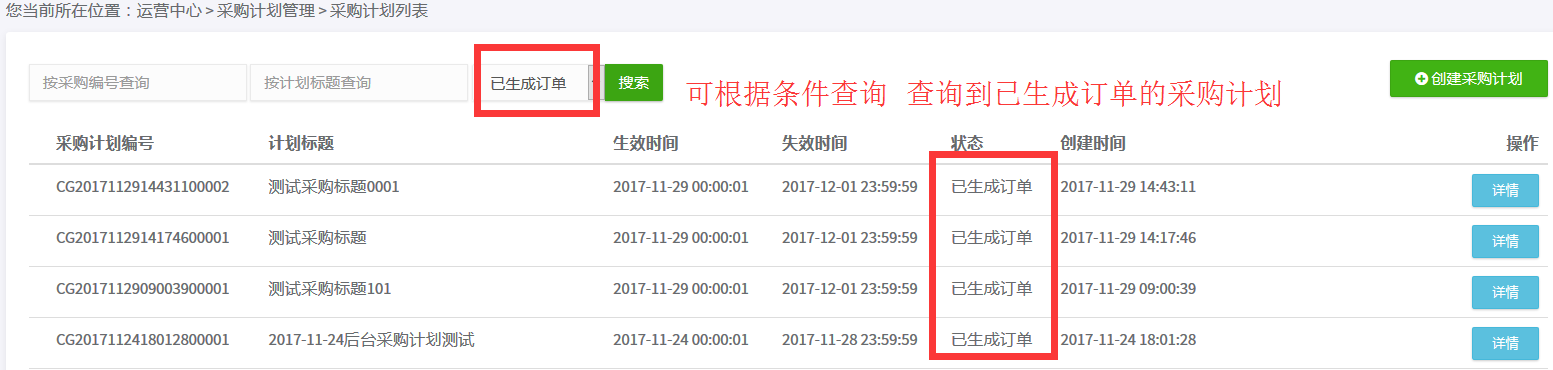 您当前所在位置：运营中心 > 采购计划管理 > 采购计划列表
按采购编号查询 按计划标题查询 已生成订单 搜索 可根据条件查询 查询到已生成订单的采购计划 创建采购计划
采购计划编号 计划标题 生效时间 失效时间 状态 创建时间 操作
CG2017112914431100002 测试采购标题0001 2017-11-29 00:00:01 2017-12-01 23:59:59 已生成订单 2017-11-29 14:43:11 详情
CG2017112914174600001 测试采购标题 2017-11-29 00:00:01 2017-12-01 23:59:59 已生成订单 2017-11-29 14:17:46 详情
CG2017112909003900001 测试采购标题101 2017-11-29 00:00:01 2017-12-01 23:59:59 已生成订单 2017-11-29 09:00:39 详情
CG2017112418012800001 2017-11-24后台采购计划测试 2017-11-24 00:00:01 2017-11-28 23:59:59 已生成订单 2017-11-24 18:01:28 详情